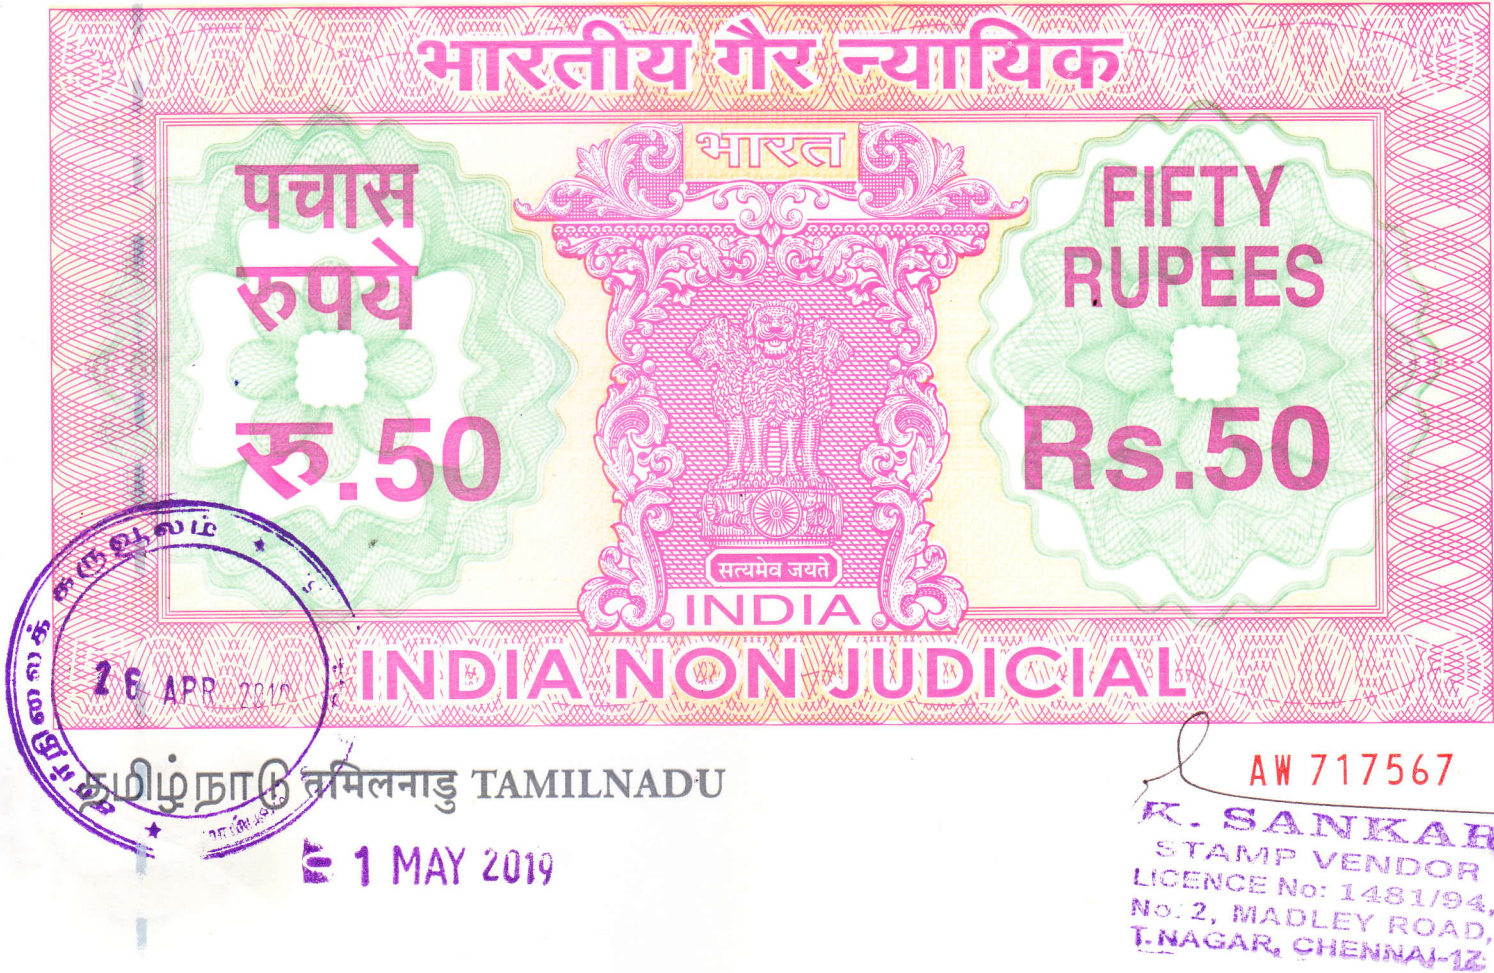 भारतीय गैर न्यायिक
भारत
पचास
रुपये
रु.50
FIFTY
RUPEES
Rs.50
सत्यमेव जयते
INDIA
INDIA NON JUDICIAL
கருவூலம்
26 APR
தமிழ்நாடு तमिलनाडु TAMILNADU
1 MAY 2019
AW 717567
K. SANKAR
STAMP VENDOR
LICENCE No: 1481/94,
No: 2, MADLEY ROAD,
T. NAGAR, CHENNAI-17